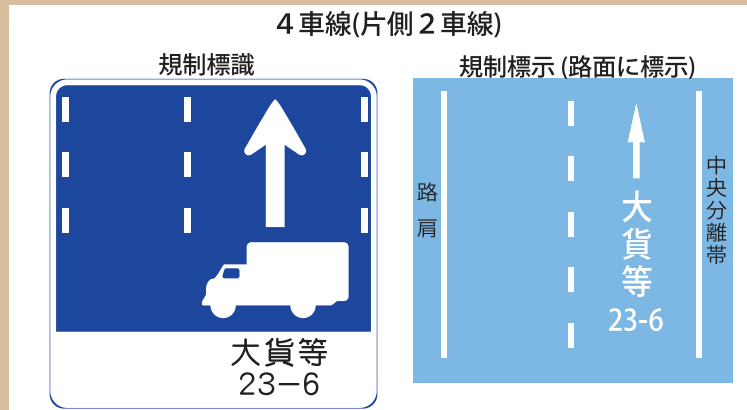 4車線(片側2車線)
規制標識
規制標示(路面に標示)
大貨等
23−6
路肩
大貨等
23-6
中央分離帯